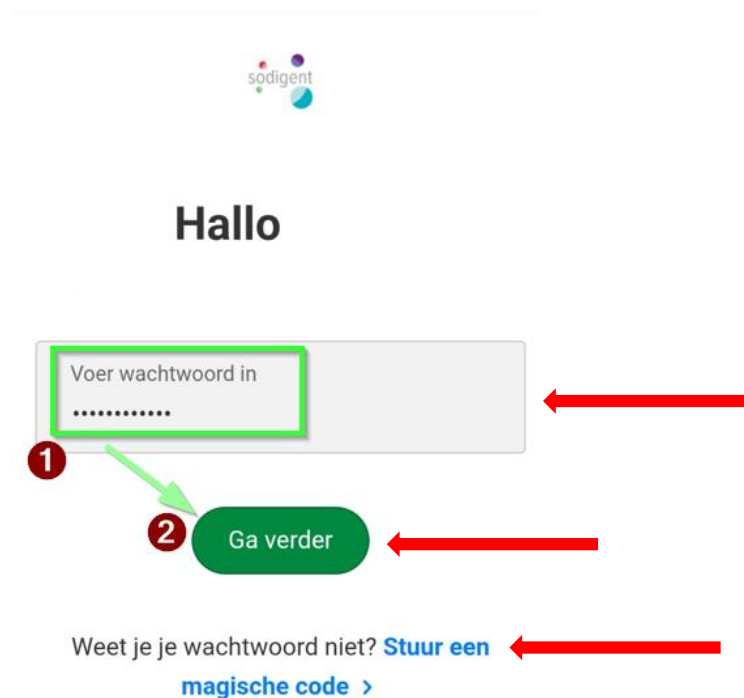 sodigent
Hallo
Voer wachtwoord in
••••••••••••
1
2
Ga verder
Weet je je wachtwoord niet? Stuur een
magische code >